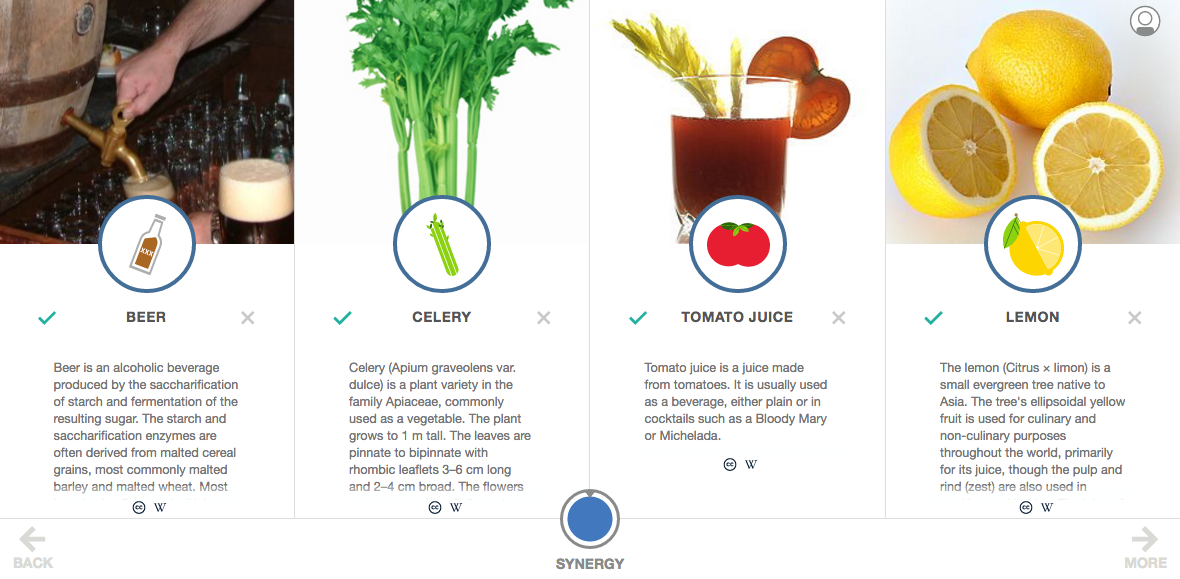 XXX
BEER
Beer is an alcoholic beverage
produced by the saccharification
of starch and fermentation of the
resulting sugar. The starch and
saccharification enzymes are
often derived from malted cereal
grains, most commonly malted
barley and malted wheat. Most
cc W
CELERY
Celery (Apium graveolens var.
dulce) is a plant variety in the
family Apiaceae, commonly
used as a vegetable. The plant
grows to 1 m tall. The leaves are
pinnate to bipinnate with
rhombic leaflets 3–6 cm long
and 2–4 cm broad. The flowers
cc W
TOMATO JUICE
Tomato juice is a juice made
from tomatoes. It is usually used
as a beverage, either plain or in
cocktails such as a Bloody Mary
or Michelada.
cc W
LEMON
The lemon (Citrus × limon) is a
small evergreen tree native to
Asia. The tree's ellipsoidal yellow
fruit is used for culinary and
non-culinary purposes
throughout the world, primarily
for its juice, though the pulp and
rind (zest) are also used in
cc W
BACK
SYNERGY
MORE